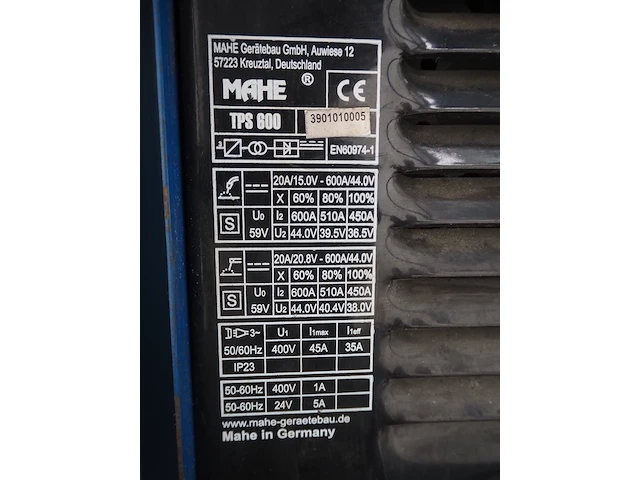 MAHE Gerätebau GmbH, Auwiese 12
57223 Kreuztal, Deutschland
MAHE ® CE
TPS 600 3901010005
3~ EN60974-1
20A/15.0V - 600A/44.0V
X 60% 80% 100%
S U0 I2 600A 510A 450A
59V U2 44.0V 39.5V 36.5V
20A/20.8V - 600A/44.0V
X 60% 80% 100%
S U0 I2 600A 510A 450A
59V U2 44.0V 40.4V 38.0V
3~ U1 I1max I1eff
50/60Hz 400V 45A 35A
IP23
50-60Hz 400V 1A
50-60Hz 24V 5A
www.mahe-geraetebau.de
Mahe in Germany